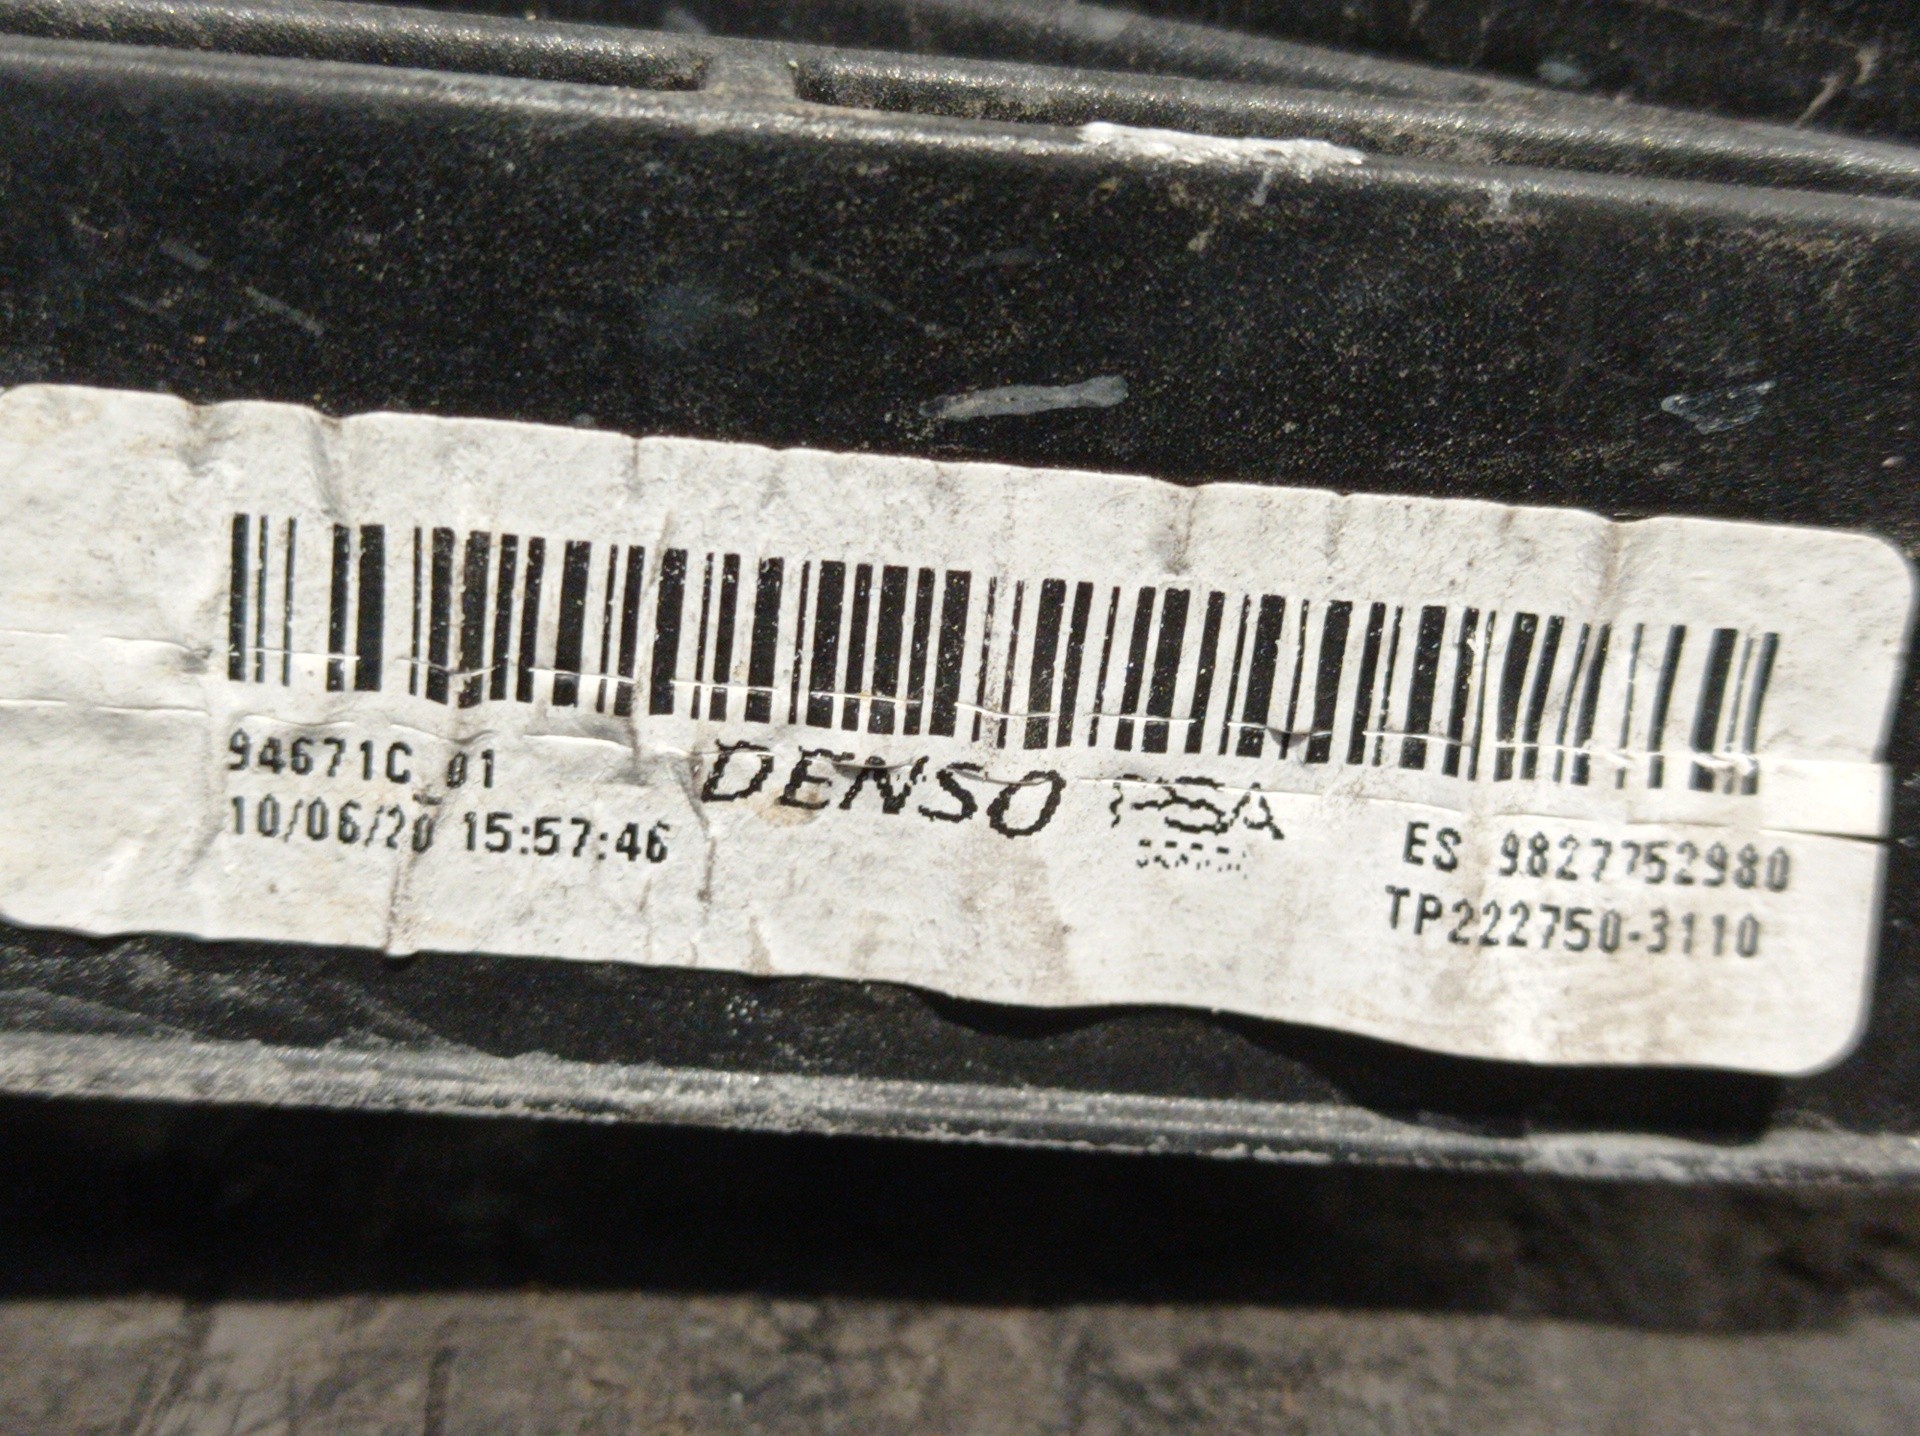 94671C 01
10/06/20 15:57:46
DENSO
PSA
ES 9827752980
TP222750-3110